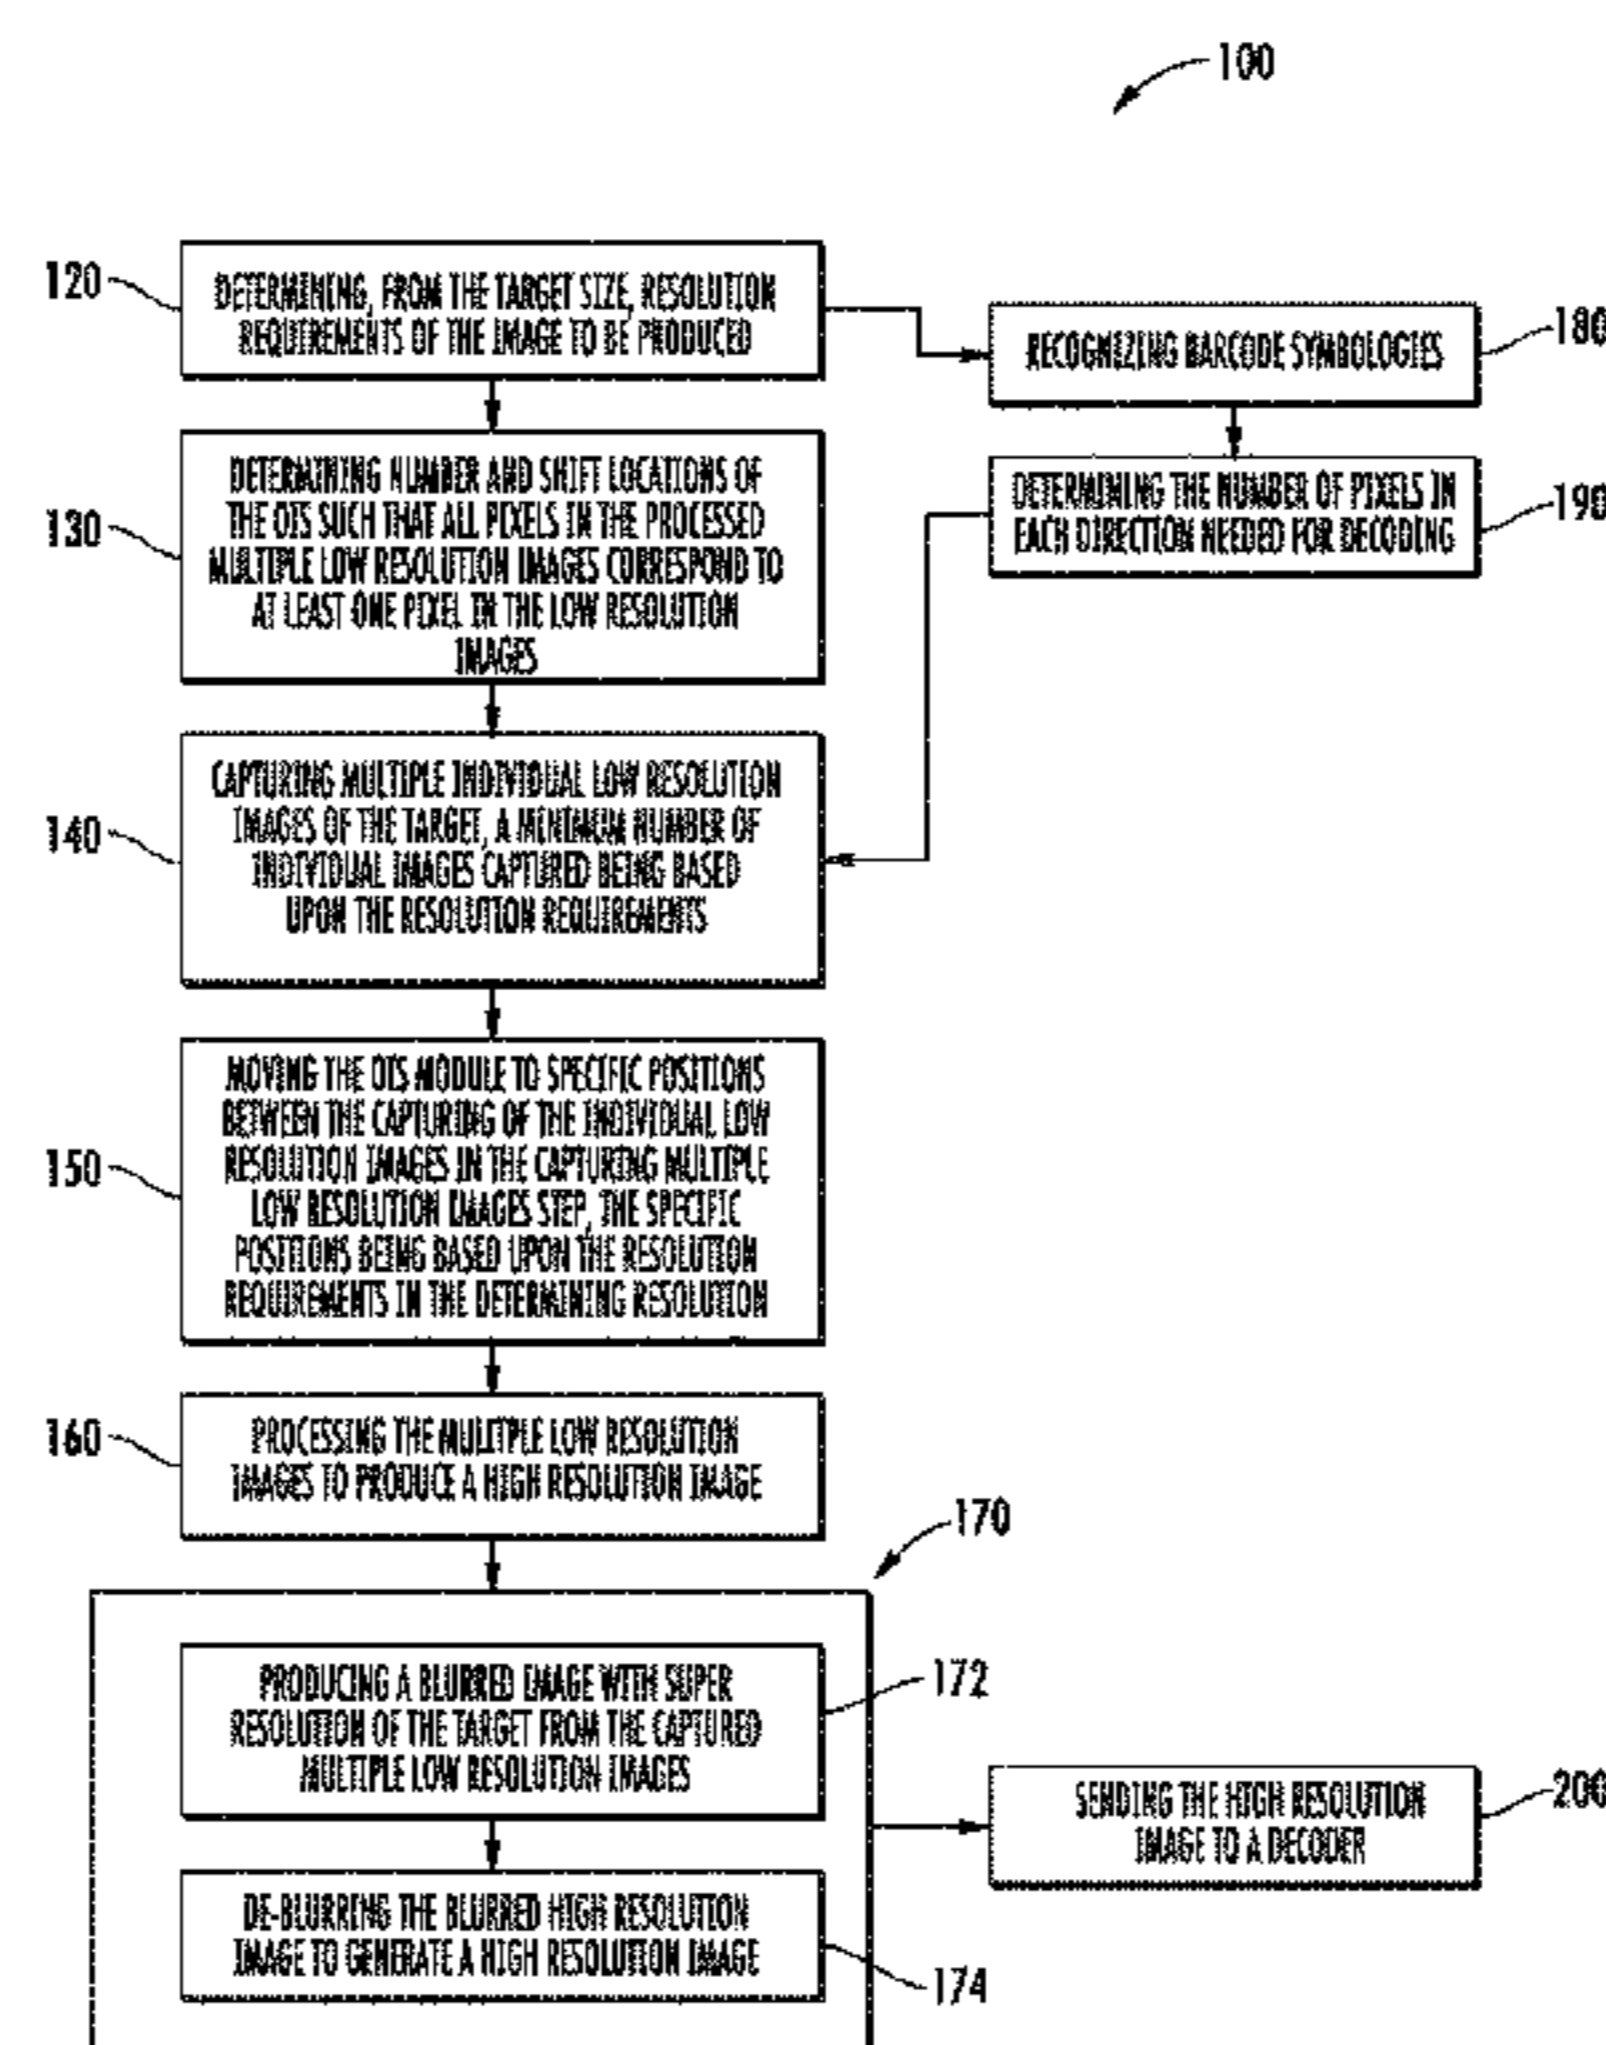 100
120
DETERMINING, FROM THE TARGET SIZE, RESOLUTION
REQUIREMENTS OF THE IMAGE TO BE PRODUCED
180
RECOGNIZING BARCODE SYMBOLOGIES
130
DETERMINING NUMBER AND SHIFT LOCATIONS OF
THE OIS SUCH THAT ALL PIXELS IN THE PROCESSED
MULTIPLE LOW RESOLUTION IMAGES CORRESPOND TO
AT LEAST ONE PIXEL IN THE LOW RESOLUTION
IMAGES
190
DETERMINING THE NUMBER OF PIXELS IN
EACH DIRECTION NEEDED FOR DECODING
140
CAPTURING MULTIPLE INDIVIDUAL LOW RESOLUTION
IMAGES OF THE TARGET, A MINIMUM NUMBER OF
INDIVIDUAL IMAGES CAPTURED BEING BASED
UPON THE RESOLUTION REQUIREMENTS
150
MOVING THE OIS MODULE TO SPECIFIC POSITIONS
BETWEEN THE CAPTURING OF THE INDIVIDUAL LOW
RESOLUTION IMAGES IN THE CAPTURING MULTIPLE
LOW RESOLUTION IMAGES STEP, THE SPECIFIC
POSITIONS BEING BASED UPON THE RESOLUTION
REQUIREMENTS IN THE DETERMINING RESOLUTION
160
PROCESSING THE MULITPLE LOW RESOLUTION
IMAGES TO PRODUCE A HIGH RESOLUTION IMAGE
170
172
PRODUCING A BLURRED IMAGE WITH SUPER
RESOLUTION OF THE TARGET FROM THE CAPTURED
MULTIPLE LOW RESOLUTION IMAGES
200
SENDING THE HIGH RESOLUTION
IMAGE TO A DECODER
DE-BLURRING THE BLURRED HIGH RESOLUTION
IMAGE TO GENERATE A HIGH RESOLUTION IMAGE
174